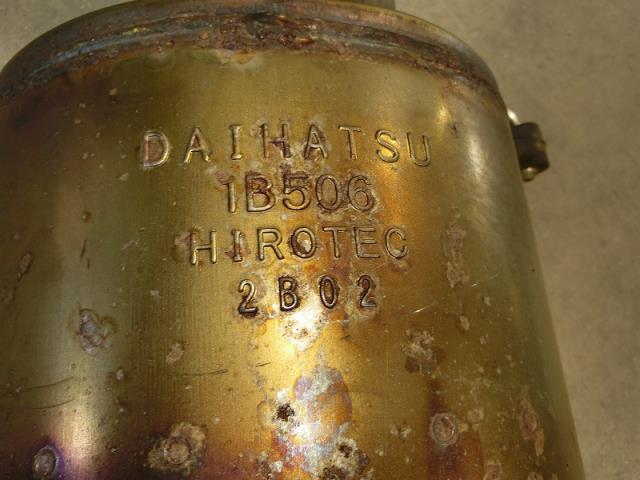 DAIHATSU
1B506
HIROTEC
2B02